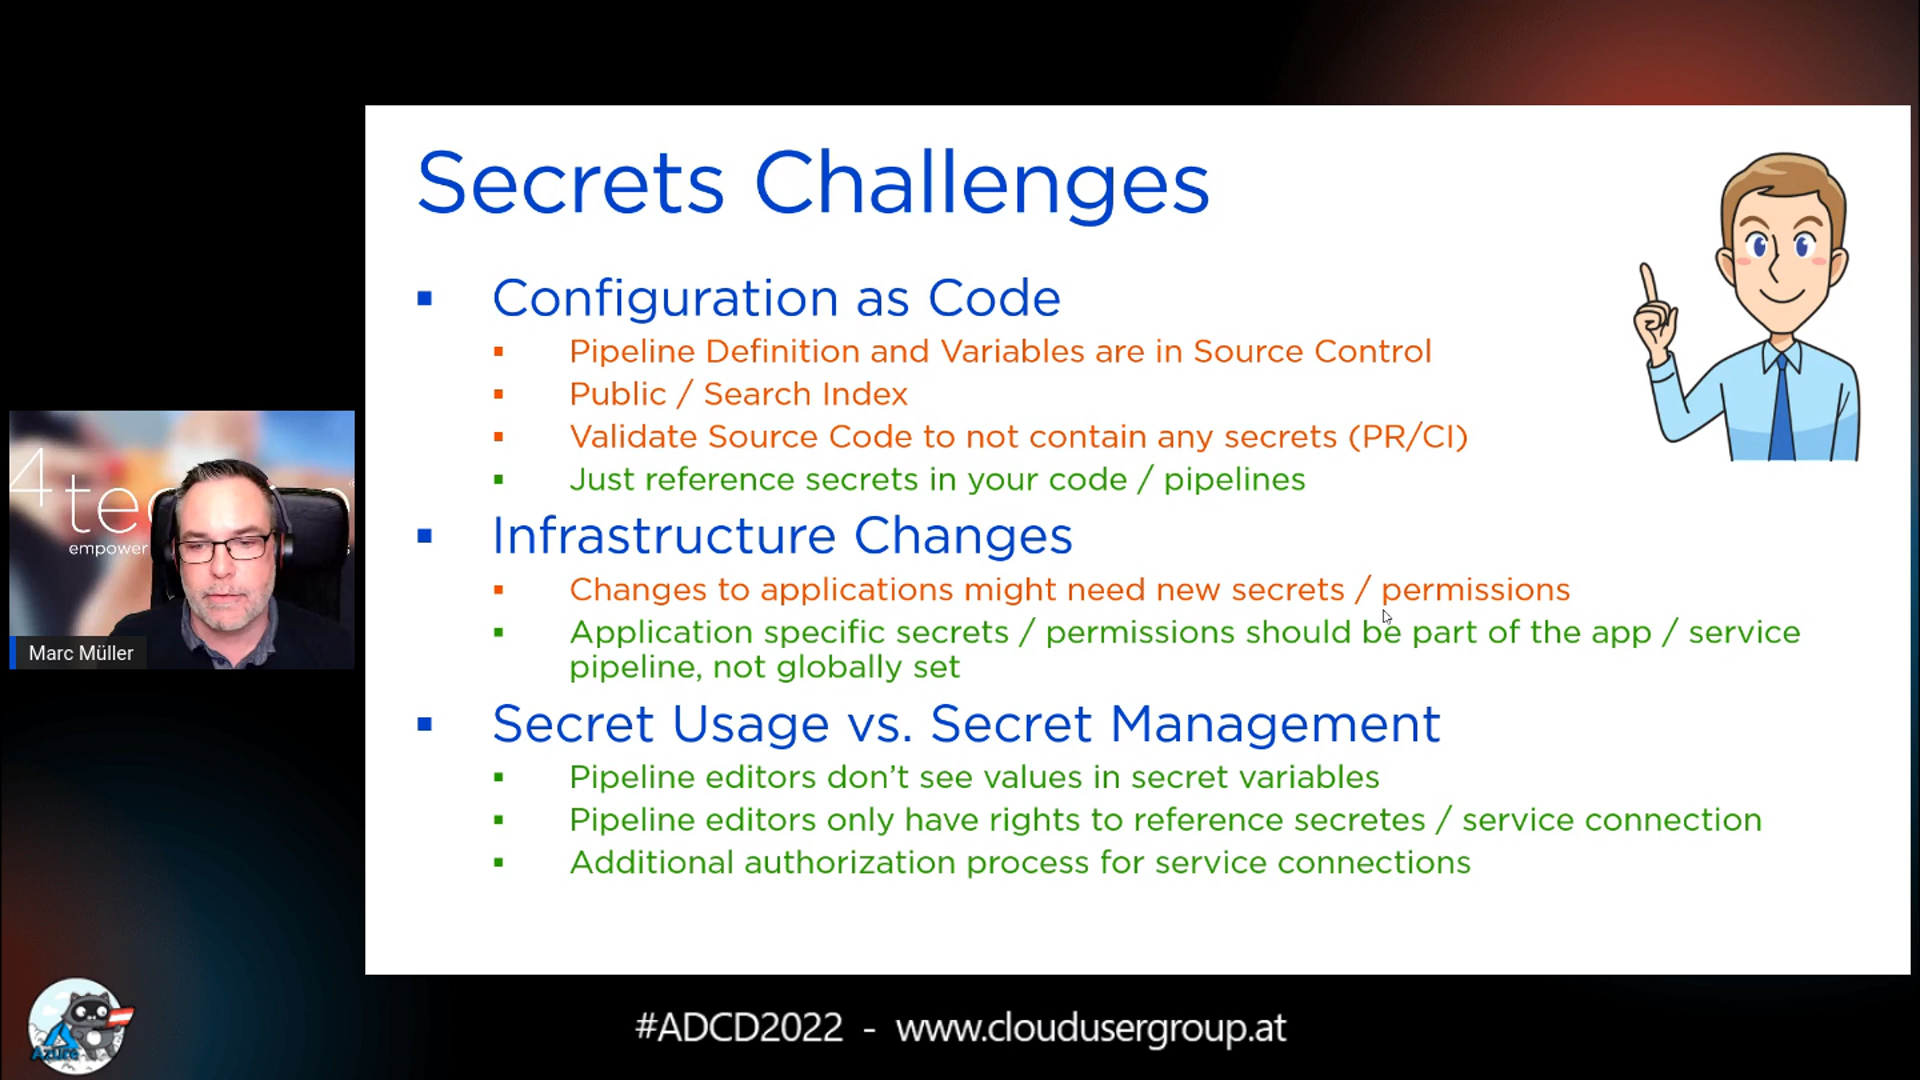 Secrets Challenges
Configuration as Code
Pipeline Definition and Variables are in Source Control
Public / Search Index
Validate Source Code to not contain any secrets (PR/CI)
Just reference secrets in your code / pipelines
Infrastructure Changes
Changes to applications might need new secrets / permissions
Application specific secrets / permissions should be part of the app / service
pipeline, not globally set
Secret Usage vs. Secret Management
Pipeline editors don't see values in secret variables
Pipeline editors only have rights to reference secretes / service connection
Additional authorization process for service connections
empower
Marc Müller
Azure
#ADCD2022 - www.cloudusergroup.at